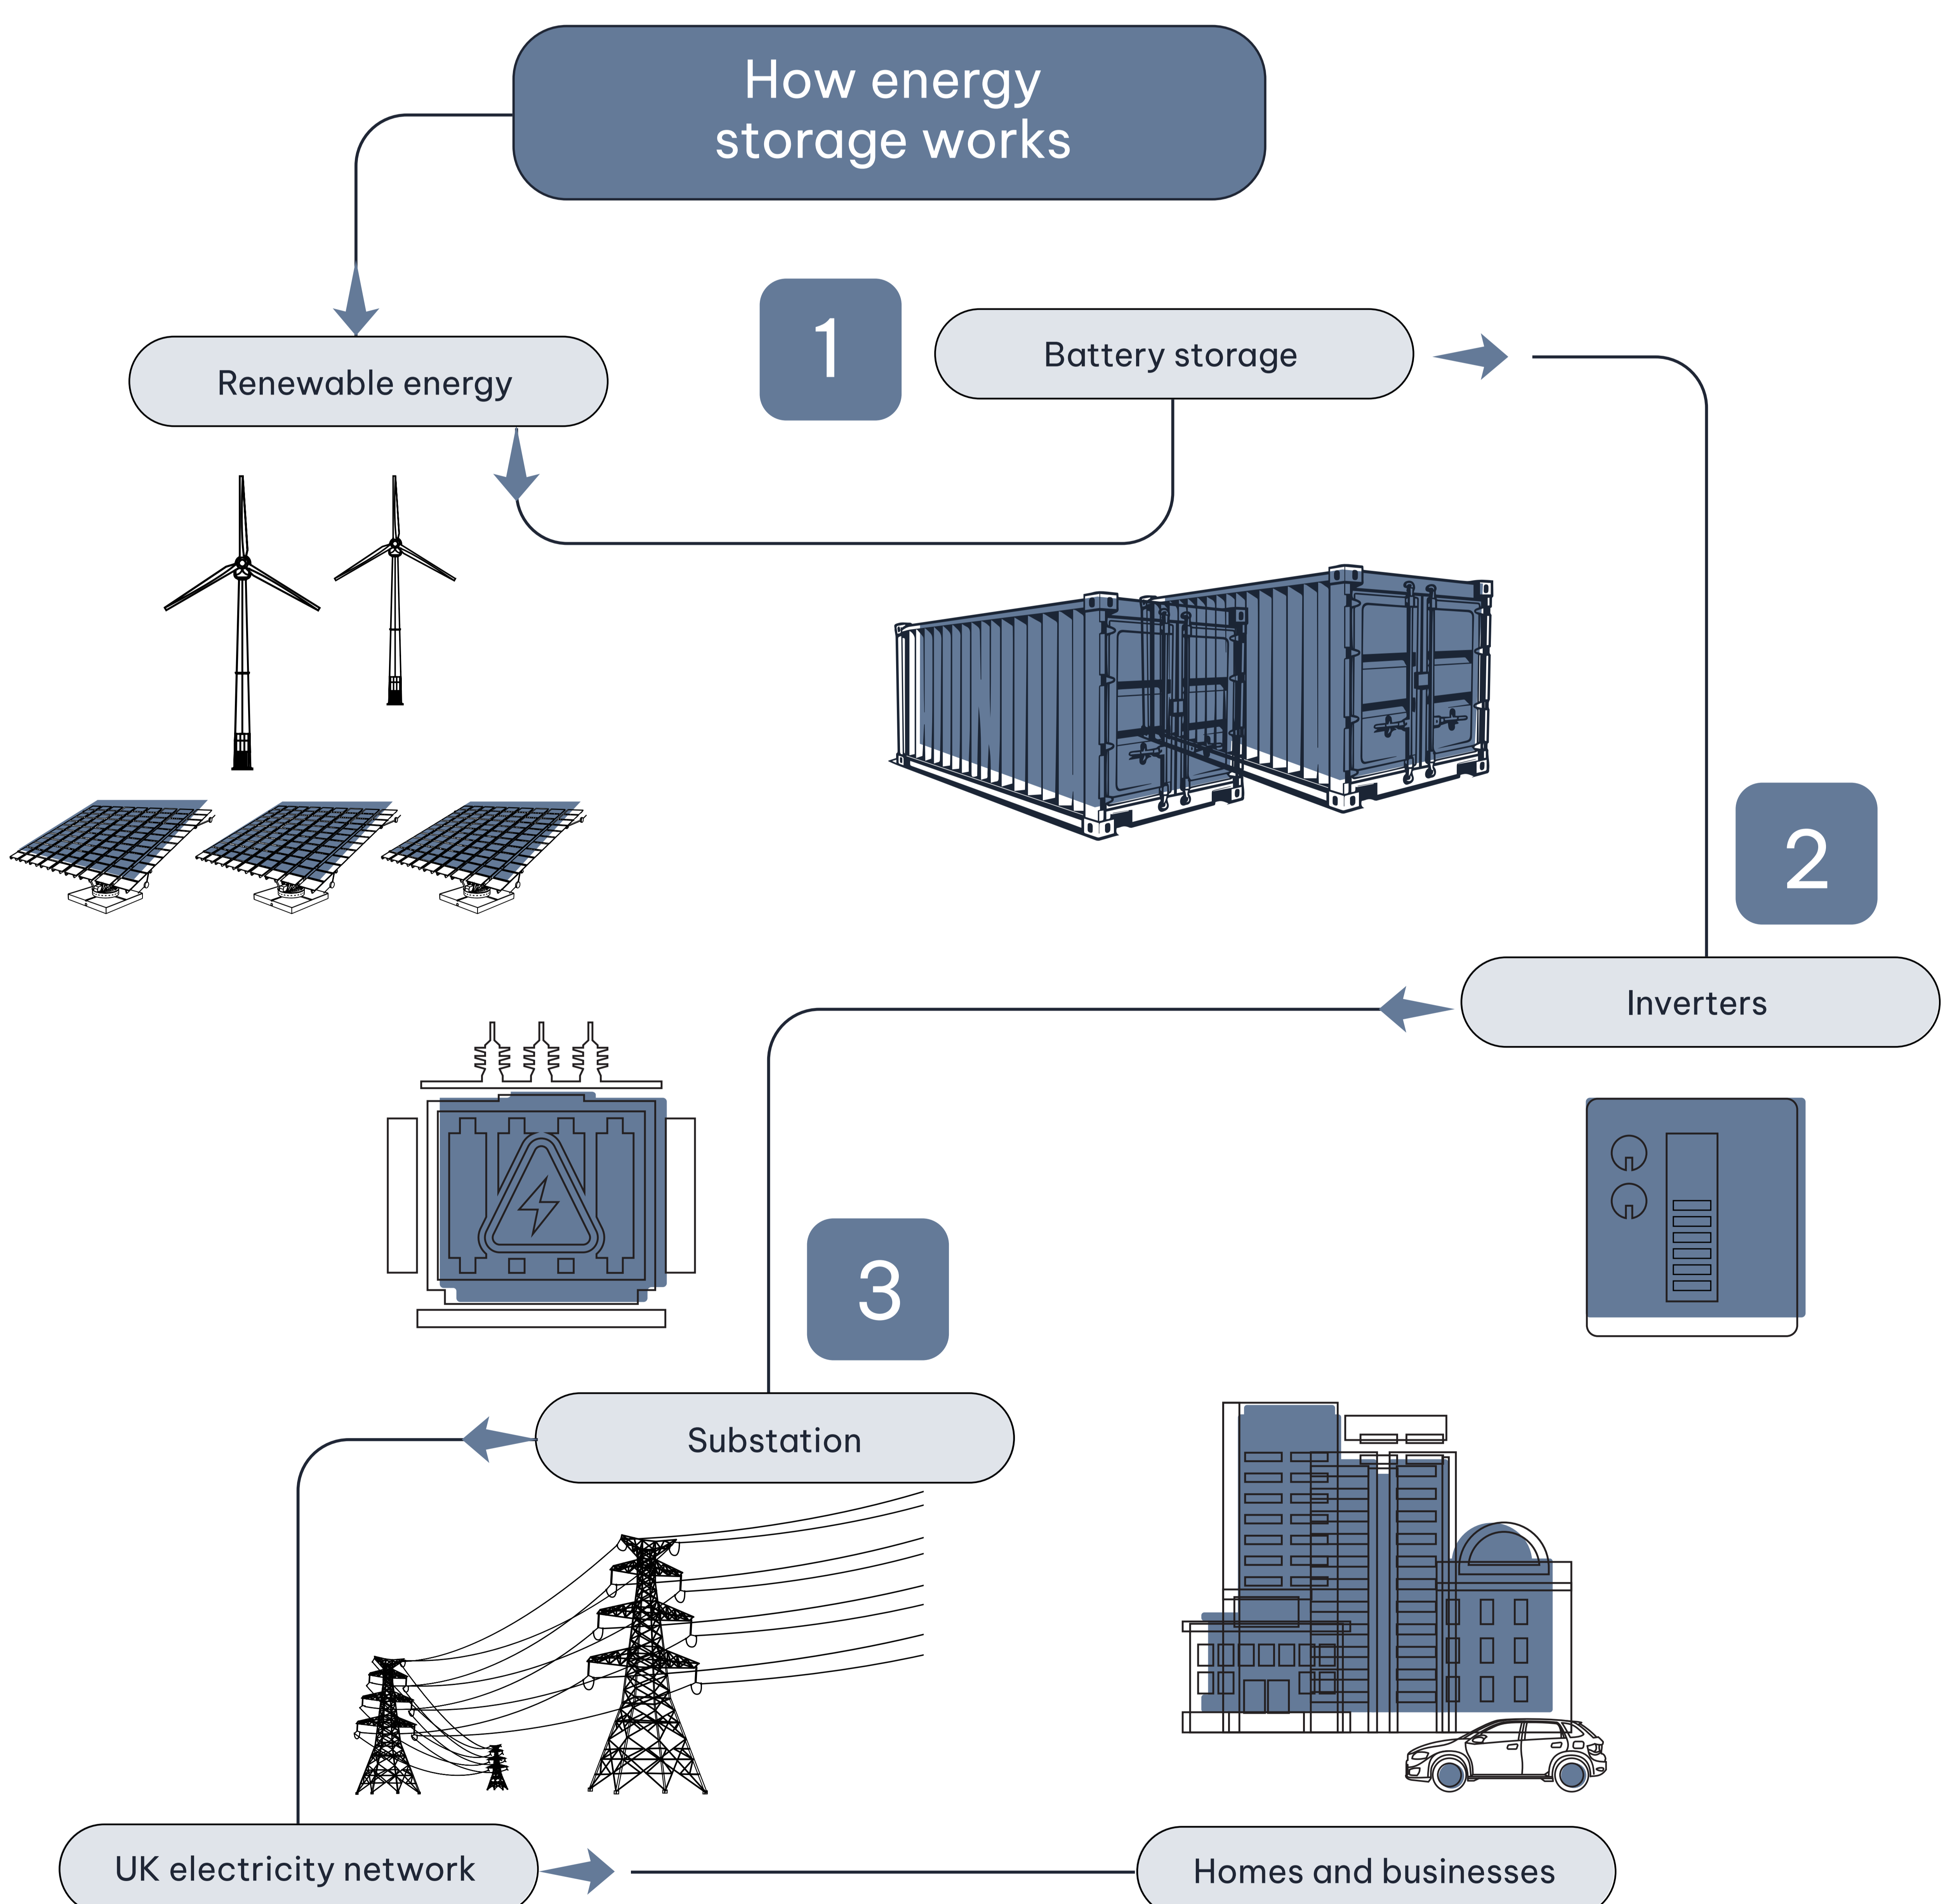 How energy
storage works
Renewable energy
1
Battery storage
2
Inverters
3
Substation
UK electricity network
Homes and businesses